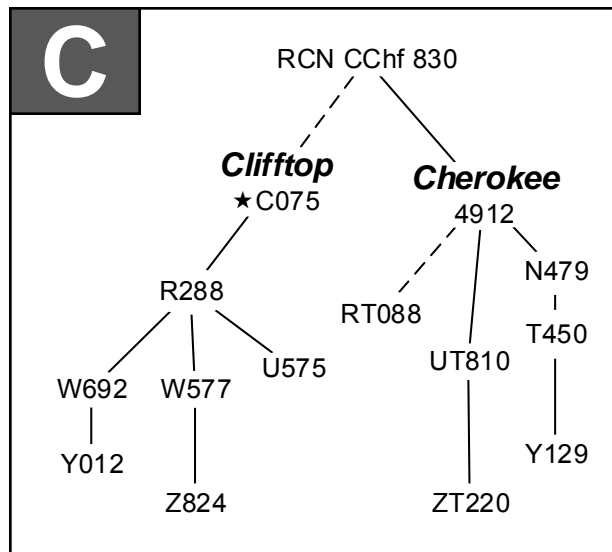 C
RCN CChf 830
Clifftop
★C075
Cherokee
4912
R288
RT088
N479
T450
W692
W577
U575
UT810
Y012
Y129
Z824
ZT220